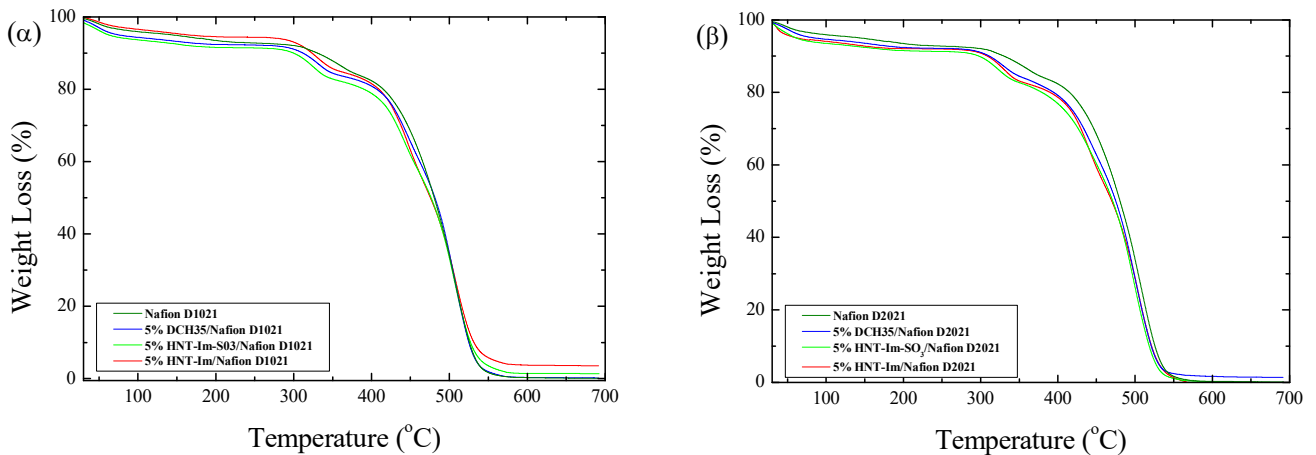 (α)
100
80
60
40
20
0
Weight Loss (%)
Nafion D1021
5% DCH35/Nafion D1021
5% HNT-Im-S03/Nafion D1021
5% HNT-Im/Nafion D1021
100 200 300 400 500 600 700
Temperature (°C)
(β)
100
80
60
40
20
0
Weight Loss (%)
Nafion D2021
5% DCH35/Nafion D2021
5% HNT-Im-SO₃/Nafion D2021
5% HNT-Im/Nafion D2021
100 200 300 400 500 600 700
Temperature (°C)